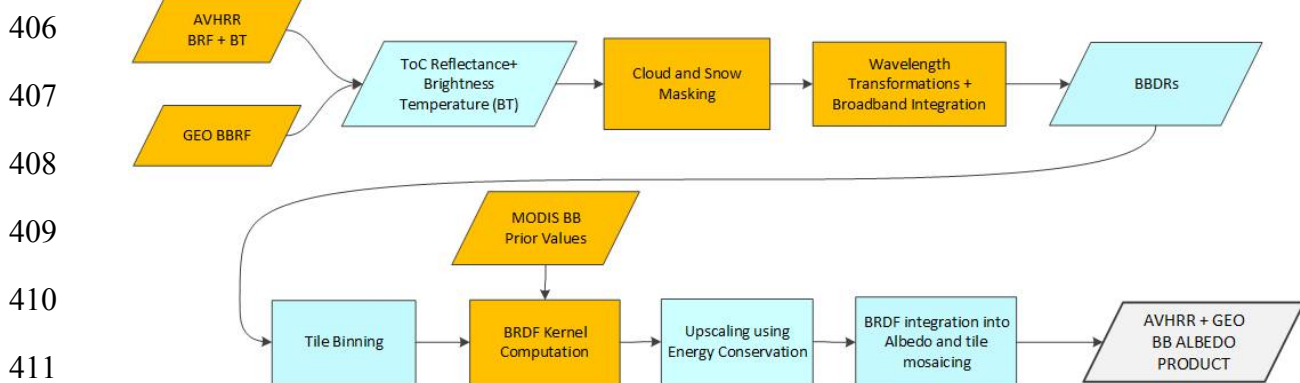 406
AVHRR
BRF + BT
ToC Reflectance+
Brightness
Temperature (BT)
Cloud and Snow
Masking
Wavelength
Transformations +
Broadband Integration
BBDRs
407
GEO BBRF
408
409
MODIS BB
Prior Values
410
Tile Binning
BRDF Kernel
Computation
Upscaling using
Energy Conservation
BRDF integration into
Albedo and tile
mosaicing
AVHRR + GEO
BB ALBEDO
PRODUCT
411